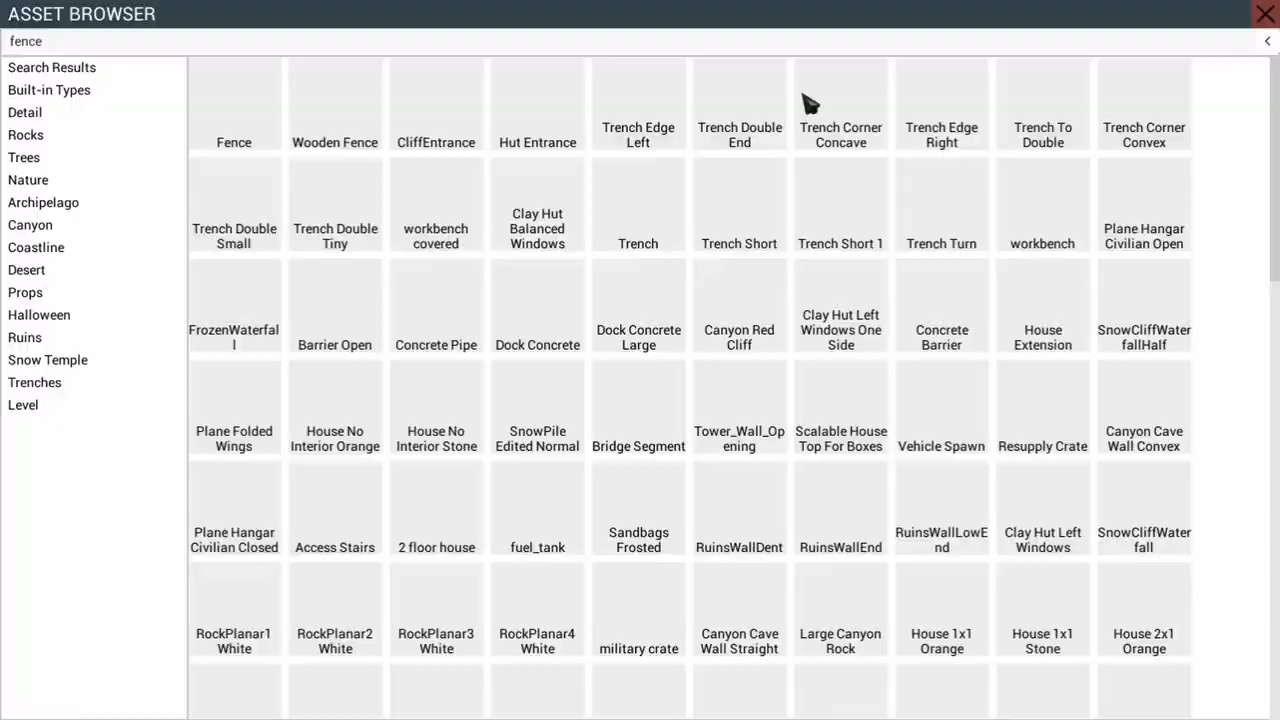 ASSET BROWSER
fence
Search Results
Built-in Types
Detail
Rocks
Trees
Nature
Archipelago
Canyon
Coastline
Desert
Props
Halloween
Ruins
Snow Temple
Trenches
Level
Fence
Wooden Fence
CliffEntrance
Hut Entrance
Trench Edge
Left
Trench Double
End
Trench Corner
Concave
Trench Edge
Right
Trench To
Double
Trench Corner
Convex
Trench Double
Small
Trench Double
Tiny
workbench
covered
Clay Hut
Balanced
Windows
Trench
Trench Short
Trench Short 1
Trench Turn
workbench
Plane Hangar
Civilian Open
FrozenWaterfal
l
Barrier Open
Concrete Pipe
Dock Concrete
Dock Concrete
Large
Canyon Red
Cliff
Clay Hut Left
Windows One
Side
Concrete
Barrier
House
Extension
SnowCliffWater
fallHalf
Plane Folded
Wings
House No
Interior Orange
House No
Interior Stone
SnowPile
Edited Normal
Bridge Segment
Tower_Wall_Op
ening
Scalable House
Top For Boxes
Vehicle Spawn
Resupply Crate
Canyon Cave
Wall Convex
Plane Hangar
Civilian Closed
Access Stairs
2 floor house
fuel_tank
Sandbags
Frosted
RuinsWallDent
RuinsWallEnd
RuinsWallLowE
nd
Clay Hut Left
Windows
SnowCliffWater
fall
RockPlanar1
White
RockPlanar2
White
RockPlanar3
White
RockPlanar4
White
military crate
Canyon Cave
Wall Straight
Large Canyon
Rock
House 1x1
Orange
House 1x1
Stone
House 2x1
Orange